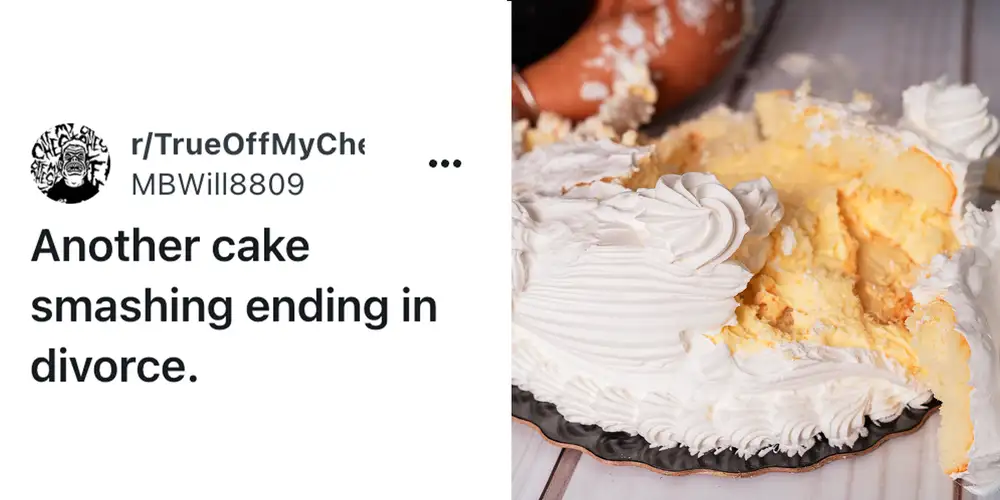 r/TrueOffMyChe
MBWill8809
Another cake
smashing ending in
divorce.